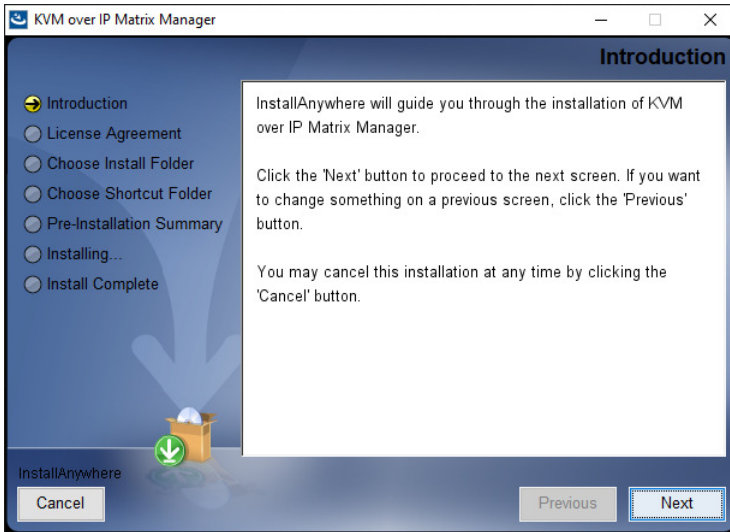 KVM over IP Matrix Manager
Introduction
Introduction
License Agreement
Choose Install Folder
Choose Shortcut Folder
Pre-Installation Summary
Installing...
Install Complete
InstallAnywhere will guide you through the installation of KVM
over IP Matrix Manager.
Click the 'Next' button to proceed to the next screen. If you want
to change something on a previous screen, click the 'Previous'
button.
You may cancel this installation at any time by clicking the
'Cancel' button.
InstallAnywhere
Cancel
Previous
Next